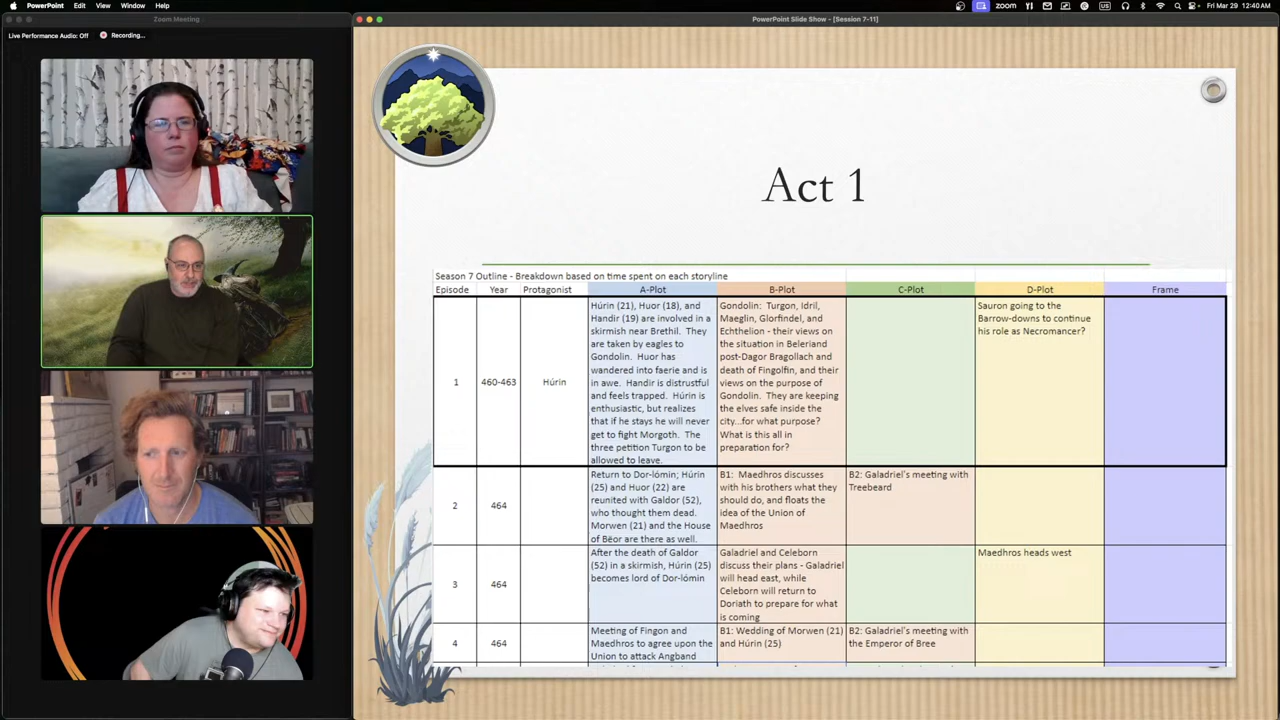 PowerPoint File Edit View Window Help
zoom
US
Fri Mar 29 12:40 AM
Zoom Meeting
PowerPoint Slide Show - [Session 7-11]
Live Performance Audio: Off
Recording...
Act 1
Season 7 Outline - Breakdown based on time spent on each storyline
Episode Year Protagonist A-Plot B-Plot C-Plot D-Plot Frame
1
460-463
Húrin
Húrin (21), Huor (18), and
Handir (19) are involved in a
skirmish near Brethil. They
are taken by eagles to
Gondolin. Huor has
wandered into faerie and is
in awe. Handir is distrustful
and feels trapped. Húrin is
enthusiastic, but realizes
that if he stays he will never
get to fight Morgoth. The
three petition Turgon to be
allowed to leave.
Gondolin: Turgon, Idril,
Maeglin, Glorfindel, and
Echthelion - their views on
the situation in Beleriand
post-Dagor Bragollach and
death of Fingolfin, and their
views on the purpose of
Gondolin. They are keeping
the elves safe inside the
city...for what purpose?
What is this all in
preparation for?
Sauron going to the
Barrow-downs to continue
his role as Necromancer?
2
464
Return to Dor-lómin; Húrin
(25) and Huor (22) are
reunited with Galdor (52),
who thought them dead.
Morwen (21) and the House
of Bëor are there as well.
B1: Maedhros discusses
with his brothers what they
should do, and floats the
idea of the Union of
Maedhros
B2: Galadriel's meeting with
Treebeard
3
464
After the death of Galdor
(52) in a skirmish, Húrin (25)
becomes lord of Dor-lómin
Galadriel and Celeborn
discuss their plans - Galadriel
will head east, while
Celeborn will return to
Doriath to prepare for what
is coming
Maedhros heads west
4
464
Meeting of Fingon and
Maedhros to agree upon the
Union to attack Angband
B1: Wedding of Morwen (21)
and Húrin (25)
B2: Galadriel's meeting with
the Emperor of Bree